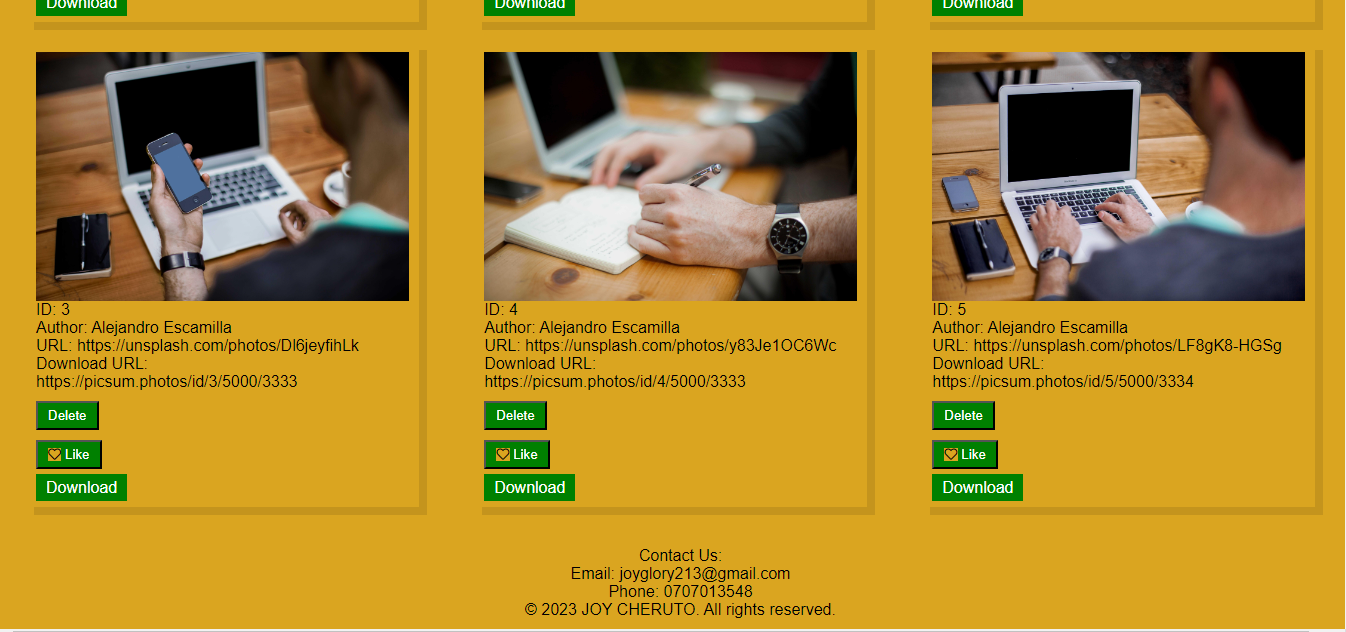 Download
Download
Download
ID: 3
Author: Alejandro Escamilla
URL: https://unsplash.com/photos/Dl6jeyfihLk
Download URL:
https://picsum.photos/id/3/5000/3333
Delete
Like
Download
ID: 4
Author: Alejandro Escamilla
URL: https://unsplash.com/photos/y83Je1OC6Wc
Download URL:
https://picsum.photos/id/4/5000/3333
Delete
Like
Download
ID: 5
Author: Alejandro Escamilla
URL: https://unsplash.com/photos/LF8gK8-HGSg
Download URL:
https://picsum.photos/id/5/5000/3334
Delete
Like
Download
Contact Us:
Email: joyglory213@gmail.com
Phone: 0707013548
© 2023 JOY CHERUTO. All rights reserved.